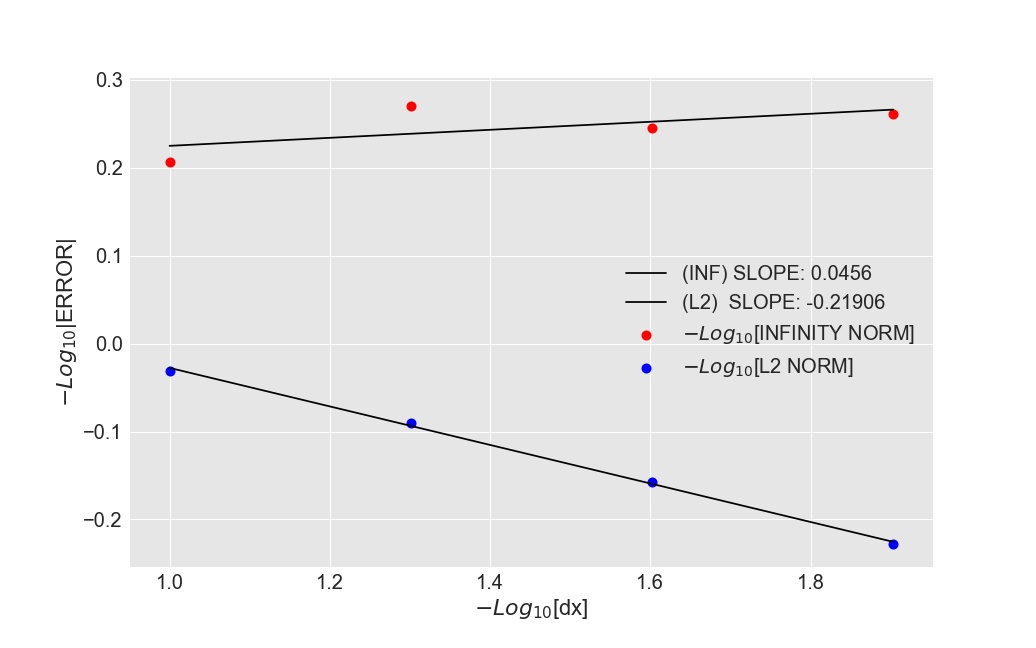 0.3
0.2
0.1
0.0
−0.1
−0.2
−Log10|ERROR|
(INF) SLOPE: 0.0456
(L2) SLOPE: -0.21906
−Log10[INFINITY NORM]
−Log10[L2 NORM]
1.0 1.2 1.4 1.6 1.8
−Log10[dx]